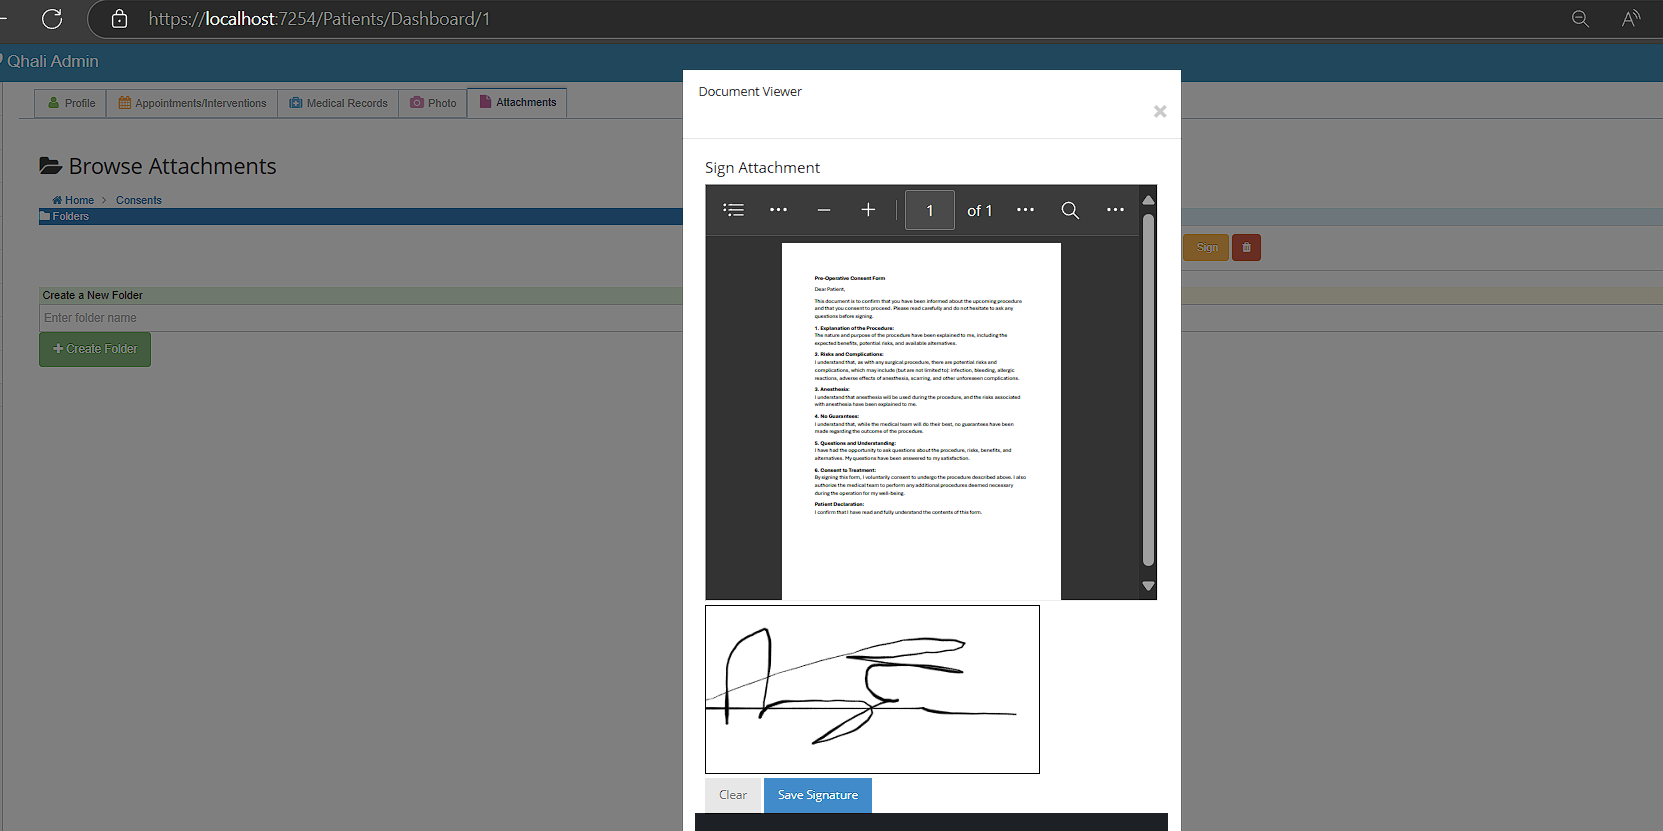 https://localhost:7254/Patients/Dashboard/1
Qhali Admin
Profile
Appointments/Interventions
Medical Records
Photo
Attachments
Browse Attachments
Home > Consents
Folders
Create a New Folder
Enter folder name
+ Create Folder
Sign
Document Viewer
×
Sign Attachment
1 of 1
Pre-Operative Consent Form
Dear Patient,
This document is to confirm that you have been informed about the upcoming procedure
and that you consent to proceed. Please read carefully and do not hesitate to ask any
questions before signing.
1. Explanation of the Procedure:
The nature and purpose of the procedure have been explained to me, including the
expected benefits, potential risks, and available alternatives.
2. Risks and Complications:
I understand that, as with any surgical procedure, there are potential risks and
complications, which may include (but are not limited to): infection, bleeding, allergic
reactions, adverse effects of anesthesia, scarring, and other unforeseen complications.
3. Anesthesia:
I understand that anesthesia will be used during the procedure, and the risks associated
with anesthesia have been explained to me.
4. No Guarantees:
I understand that, while the medical team will do their best, no guarantees have been
made regarding the outcome of the procedure.
5. Questions and Understanding:
I have had the opportunity to ask questions about the procedure, risks, benefits, and
alternatives. My questions have been answered to my satisfaction.
6. Consent to Treatment:
By signing this form, I voluntarily consent to undergo the procedure described above. I also
authorize the medical team to perform any additional procedures deemed necessary
during the operation for my well-being.
Patient Declaration:
I confirm that I have read and fully understand the contents of this form.
Clear
Save Signature